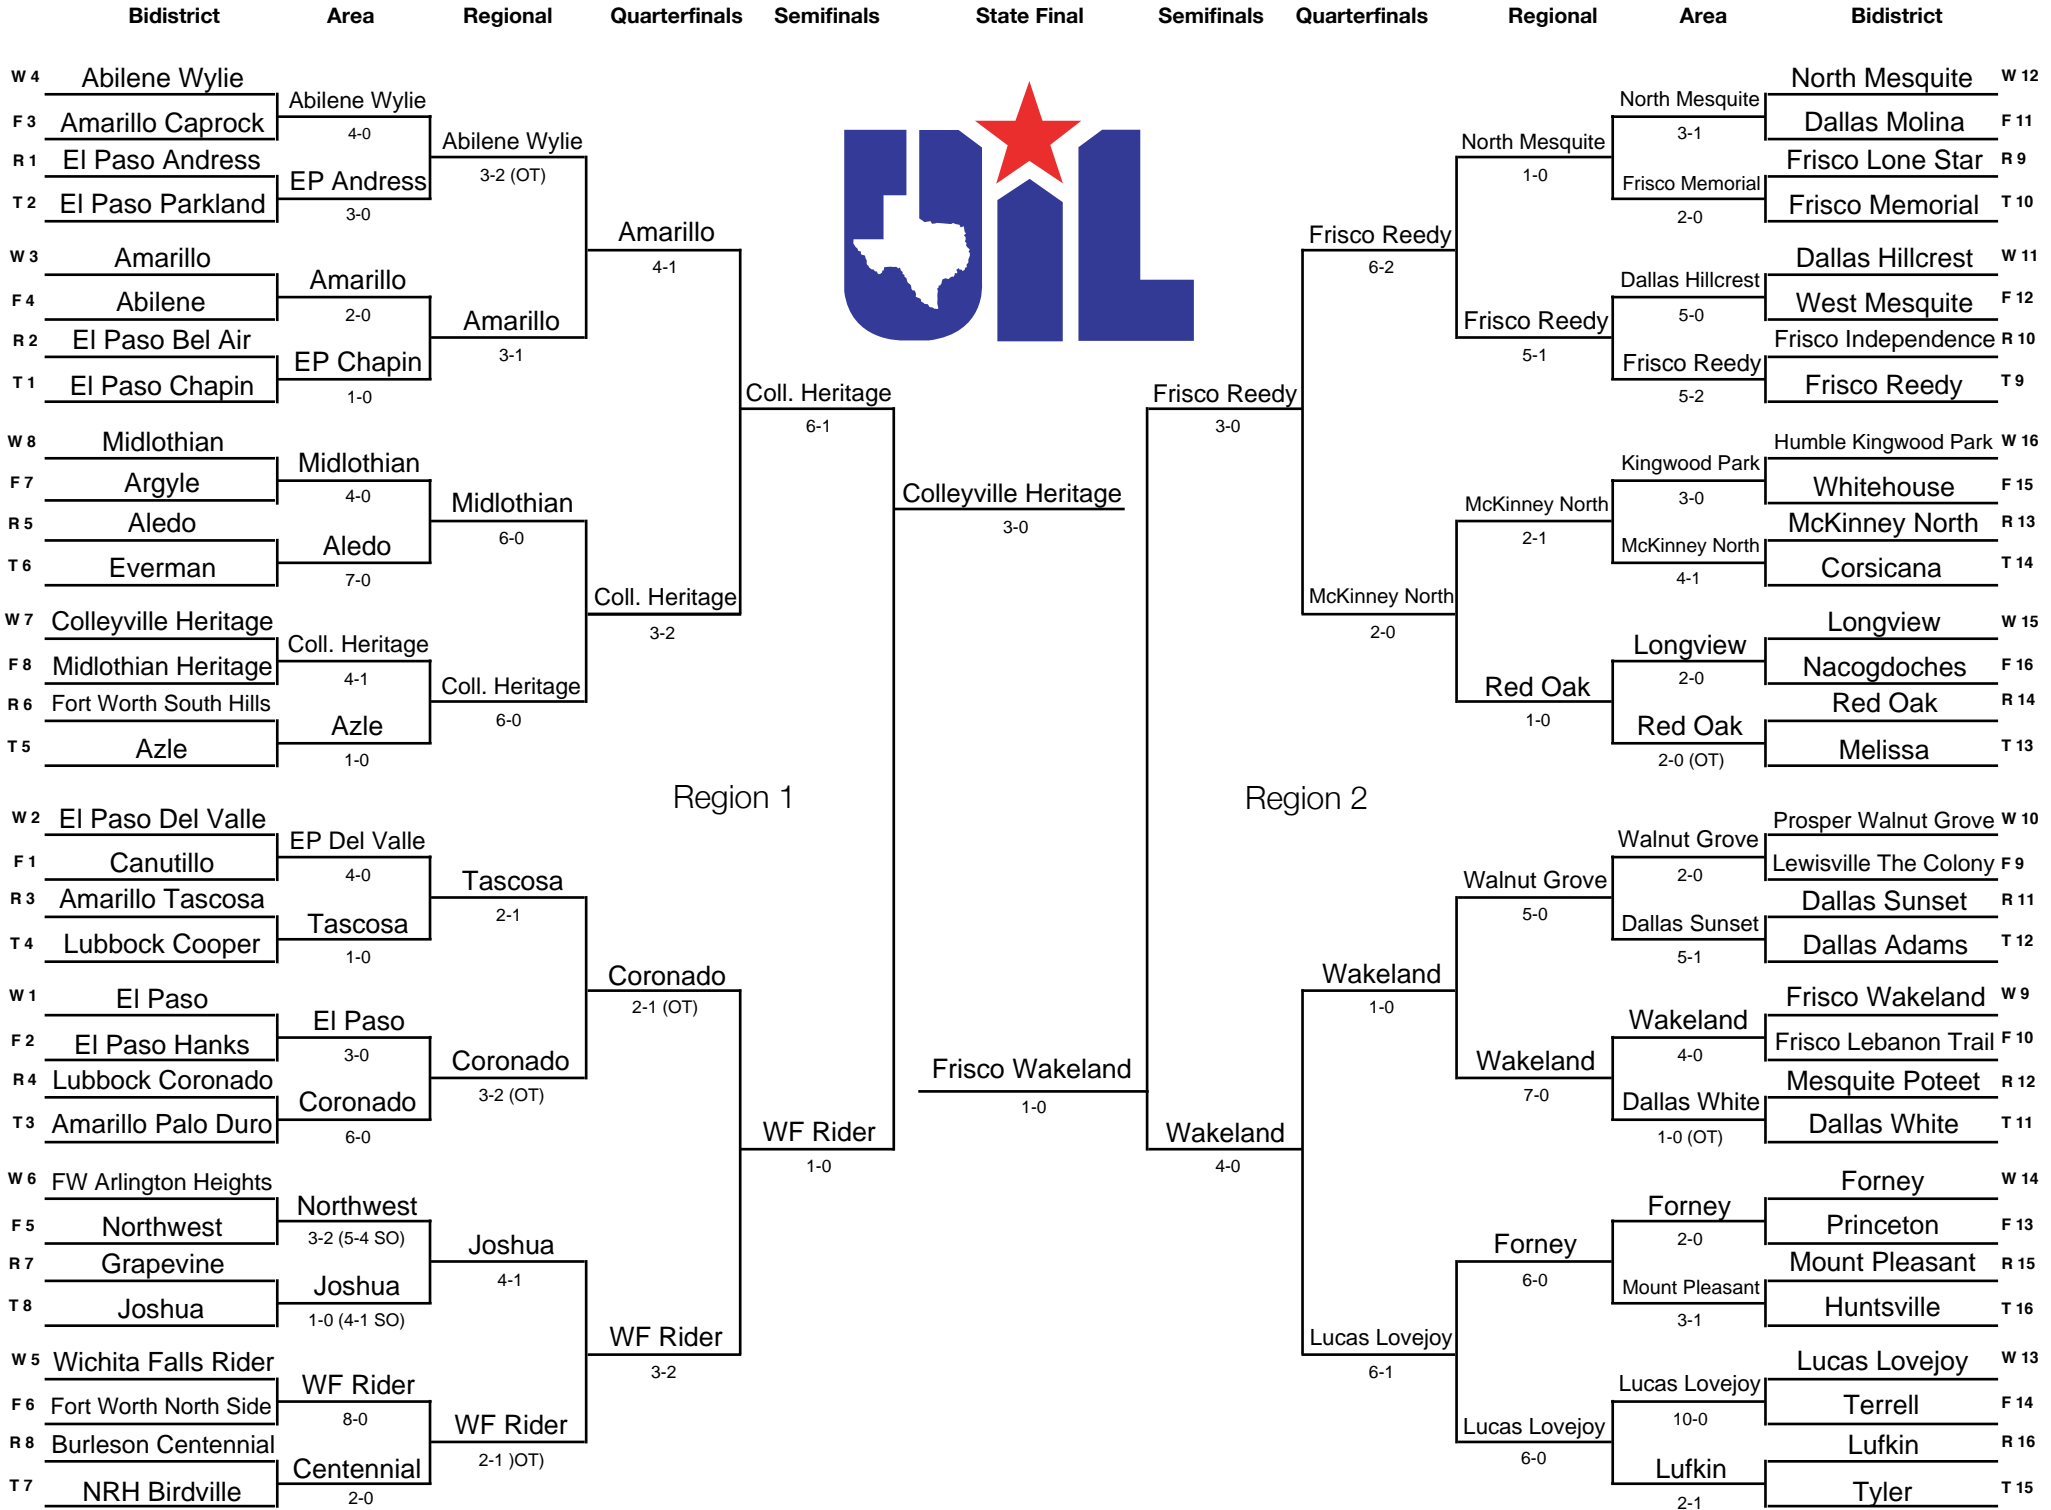 Bidistrict Area Regional Quarterfinals Semifinals State Final Semifinals Quarterfinals Regional Area Bidistrict
W 4 Abilene Wylie
F 3 Amarillo Caprock
R 1 El Paso Andress
T 2 El Paso Parkland
W 3 Amarillo
F 4 Abilene
R 2 El Paso Bel Air
T 1 El Paso Chapin
W 8 Midlothian
F 7 Argyle
R 5 Aledo
T 6 Everman
W 7 Colleyville Heritage
F 8 Midlothian Heritage
R 6 Fort Worth South Hills
T 5 Azle
W 2 El Paso Del Valle
F 1 Canutillo
R 3 Amarillo Tascosa
T 4 Lubbock Cooper
W 1 El Paso
F 2 El Paso Hanks
R 4 Lubbock Coronado
T 3 Amarillo Palo Duro
W 6 FW Arlington Heights
F 5 Northwest
R 7 Grapevine
T 8 Joshua
W 5 Wichita Falls Rider
F 6 Fort Worth North Side
R 8 Burleson Centennial
T 7 NRH Birdville
Abilene Wylie
4-0
EP Andress
3-0
Amarillo
2-0
EP Chapin
1-0
Midlothian
4-0
Aledo
7-0
Coll. Heritage
4-1
Azle
1-0
EP Del Valle
4-0
Tascosa
1-0
El Paso
3-0
Coronado
6-0
Northwest
3-2 (5-4 SO)
Joshua
1-0 (4-1 SO)
WF Rider
8-0
Centennial
2-0
Abilene Wylie
3-2 (OT)
Amarillo
3-1
Midlothian
6-0
Coll. Heritage
6-0
Tascosa
2-1
Coronado
3-2 (OT)
Joshua
4-1
WF Rider
2-1 )OT)
Amarillo
4-1
Coll. Heritage
3-2
Coronado
2-1 (OT)
WF Rider
3-2
Coll. Heritage
6-1
WF Rider
1-0
Region 1
UIL
Colleyville Heritage
3-0
Frisco Wakeland
1-0
Region 2
Frisco Reedy
3-0
Wakeland
4-0
Frisco Reedy
6-2
McKinney North
2-0
Wakeland
1-0
Lucas Lovejoy
6-1
North Mesquite
1-0
Frisco Reedy
5-1
McKinney North
2-1
Red Oak
1-0
Walnut Grove
5-0
Wakeland
7-0
Forney
6-0
Lucas Lovejoy
6-0
North Mesquite
3-1
Frisco Memorial
2-0
Dallas Hillcrest
5-0
Frisco Reedy
5-2
Kingwood Park
3-0
McKinney North
4-1
Longview
2-0
Red Oak
2-0 (OT)
Walnut Grove
2-0
Dallas Sunset
5-1
Wakeland
4-0
Dallas White
1-0 (OT)
Forney
2-0
Mount Pleasant
3-1
Lucas Lovejoy
10-0
Lufkin
2-1
North Mesquite W 12
Dallas Molina F 11
Frisco Lone Star R 9
Frisco Memorial T 10
Dallas Hillcrest W 11
West Mesquite F 12
Frisco Independence R 10
Frisco Reedy T 9
Humble Kingwood Park W 16
Whitehouse F 15
McKinney North R 13
Corsicana T 14
Longview W 15
Nacogdoches F 16
Red Oak R 14
Melissa T 13
Prosper Walnut Grove W 10
Lewisville The Colony F 9
Dallas Sunset R 11
Dallas Adams T 12
Frisco Wakeland W 9
Frisco Lebanon Trail F 10
Mesquite Poteet R 12
Dallas White T 11
Forney W 14
Princeton F 13
Mount Pleasant R 15
Huntsville T 16
Lucas Lovejoy W 13
Terrell F 14
Lufkin R 16
Tyler T 15